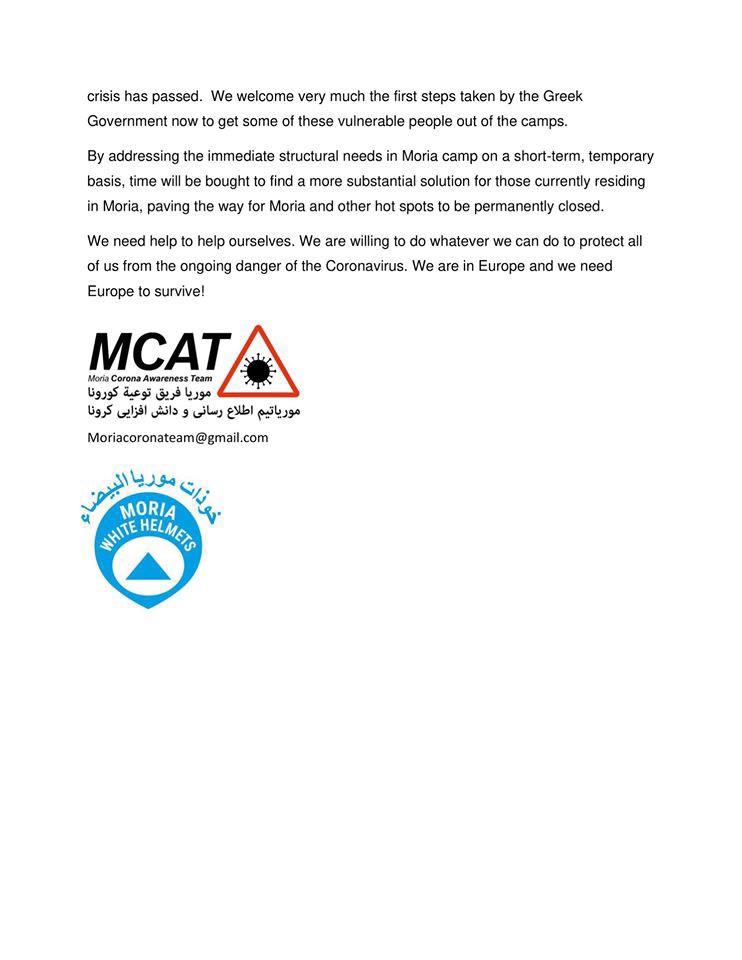 crisis has passed.  We welcome very much the first steps taken by the Greek
Government now to get some of these vulnerable people out of the camps.
By addressing the immediate structural needs in Moria camp on a short-term, temporary
basis, time will be bought to find a more substantial solution for those currently residing
in Moria, paving the way for Moria and other hot spots to be permanently closed.
We need help to help ourselves. We are willing to do whatever we can do to protect all
of us from the ongoing danger of the Coronavirus. We are in Europe and we need
Europe to survive!
MCAT
Moria Corona Awareness Team
موريا فريق توعية كورونا
موریاتیم اطلاع رسانی و دانش افزایی کرونا
Moriacoronateam@gmail.com
خوذات موريا البيضاء
MORIA
WHITE HELMETS